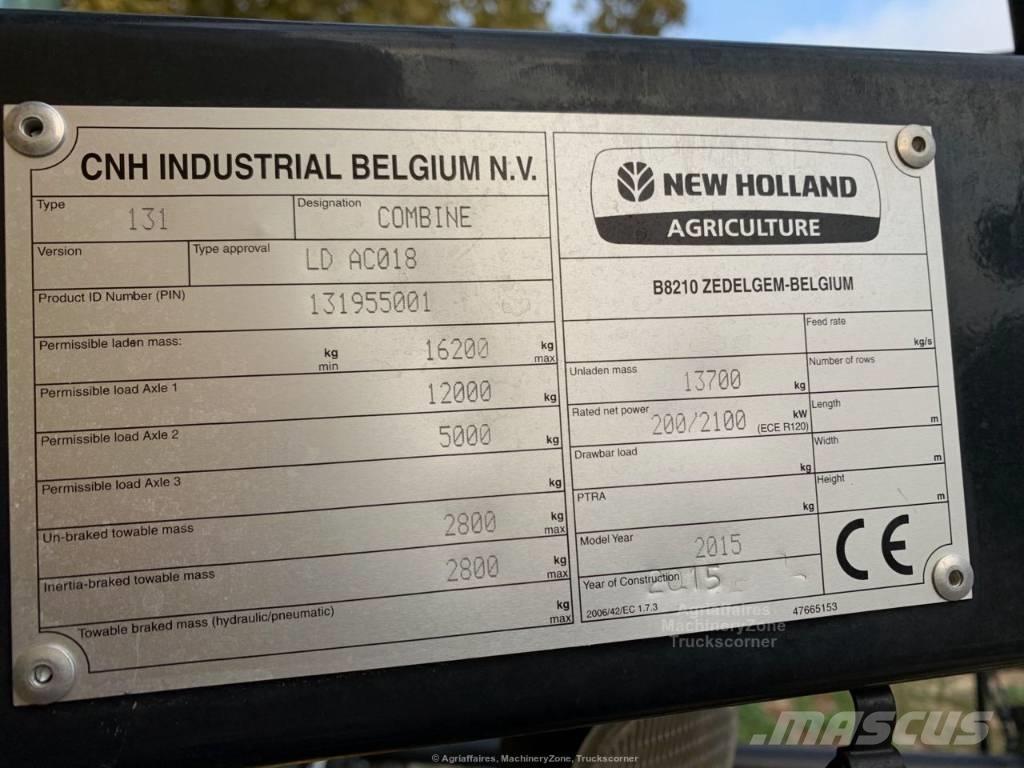 CNH INDUSTRIAL BELGIUM N.V.
Type 131
Designation COMBINE
Version
Type approval LD AC018
Product ID Number (PIN) 131955001
Permissible laden mass: kg min 16200 kg max
Permissible load Axle 1 12000 kg
Permissible load Axle 2 5000 kg
Permissible load Axle 3 kg
Un-braked towable mass 2800 kg max
Inertia-braked towable mass 2800 kg max
Towable braked mass (hydraulic/pneumatic) kg max
NEW HOLLAND
AGRICULTURE
B8210 ZEDELGEM-BELGIUM
Feed rate kg/s
Unladen mass 13700 kg
Number of rows
Rated net power 200/2100 kW (ECE R120)
Length m
Drawbar load kg
Width m
PTRA kg
Height m
Model Year 2015
Year of Construction 2015
CE
2006/42/EC 1.7.3
47665153
Agriaffaires
MachineryZone
Truckscorner
MASCUS
© Agriaffaires, MachineryZone, Truckscorner